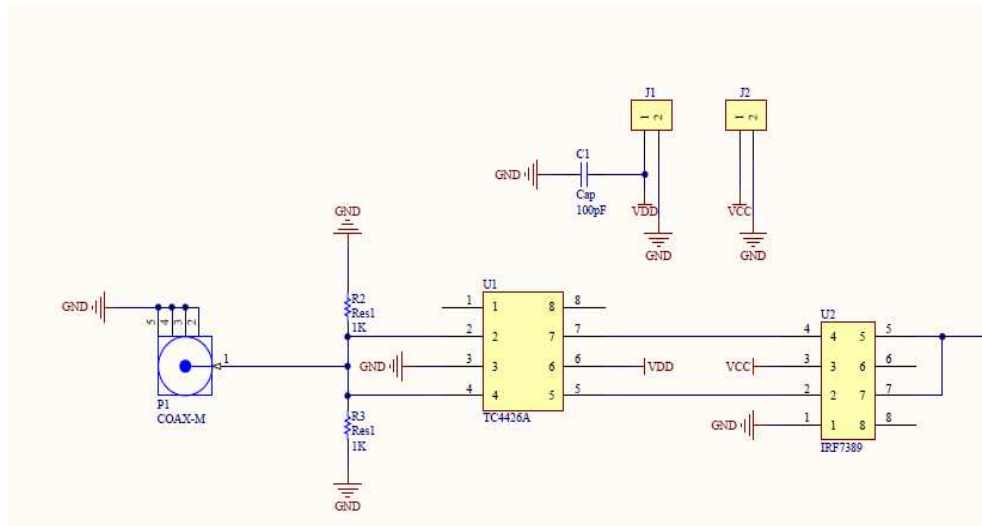 J1
J2
1 2
1 2
C1
GND
Cap
100pF
VDD
VCC
GND
GND
GND
GND
5 4 3 2
1
P1
COAX-M
R2
Res1
1K
R3
Res1
1K
GND
GND
U1
1 1 8 8
2 2 7 7
3 3 6 6
4 4 5 5
TC4426A
VDD
U2
4 4 5 5
VCC 3 3 6 6
2 2 7 7
GND 1 1 8 8
IRF7389